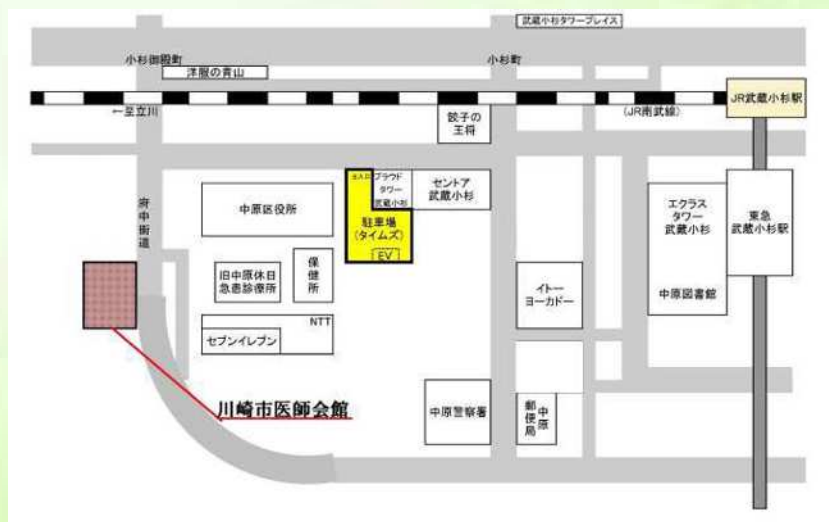 武蔵小杉タワープレイス
小杉御殿町
小杉町
洋服の青山
JR武蔵小杉駅
←至立川
(JR南武線)
餃子の
王将
府中街道
中原区役所
出入口
プラウド
タワー
武蔵小杉
セントア
武蔵小杉
駐車場
(タイムズ)
EV
エクラス
タワー
武蔵小杉
中原図書館
東急
武蔵小杉駅
旧中原休日
急患診療所
保健所
イトー
ヨーカドー
NTT
セブンイレブン
川崎市医師会館
中原警察署
中原
郵便局